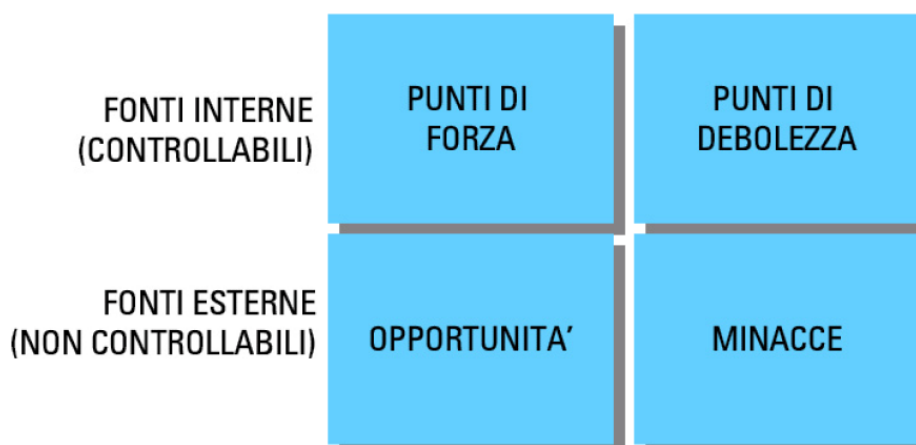 FONTI INTERNE
(CONTROLLABILI)
PUNTI DI
FORZA
PUNTI DI
DEBOLEZZA
FONTI ESTERNE
(NON CONTROLLABILI)
OPPORTUNITA’
MINACCE